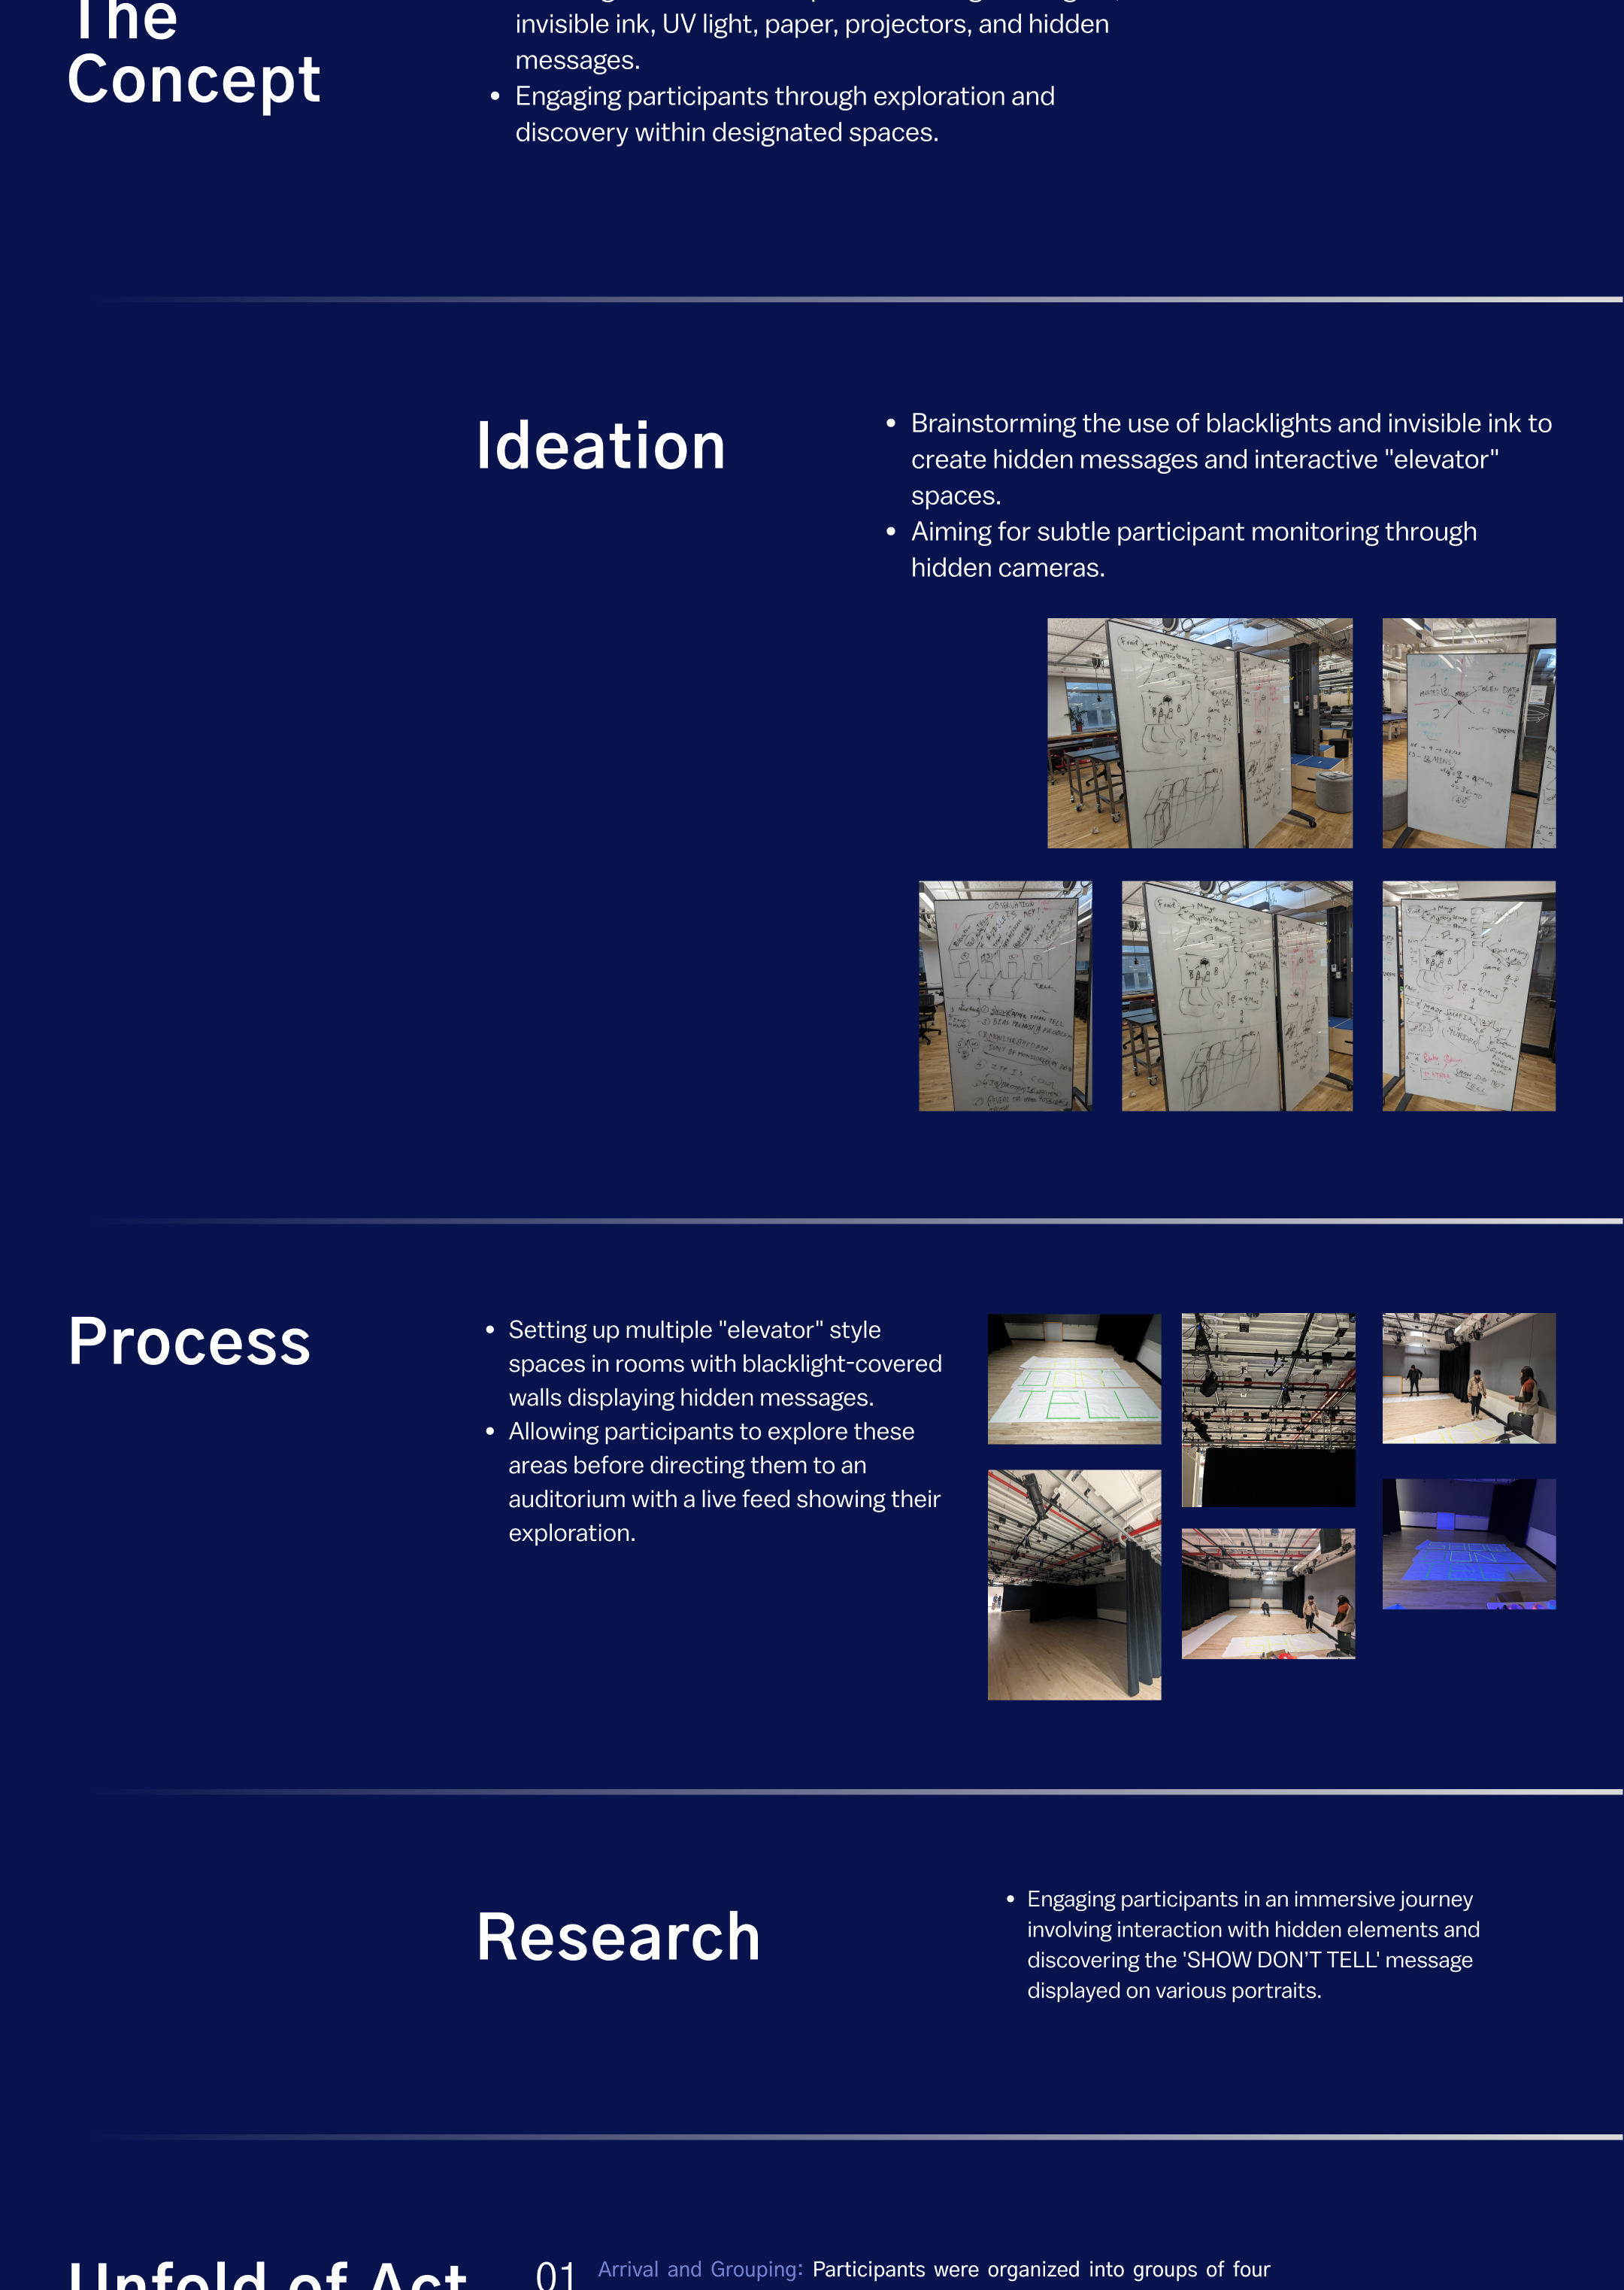 The
Concept
invisible ink, UV light, paper, projectors, and hidden
messages.
• Engaging participants through exploration and
discovery within designated spaces.
Ideation
• Brainstorming the use of blacklights and invisible ink to
create hidden messages and interactive "elevator"
spaces.
• Aiming for subtle participant monitoring through
hidden cameras.
Process
• Setting up multiple "elevator" style
spaces in rooms with blacklight-covered
walls displaying hidden messages.
• Allowing participants to explore these
areas before directing them to an
auditorium with a live feed showing their
exploration.
TELL
Research
• Engaging participants in an immersive journey
involving interaction with hidden elements and
discovering the 'SHOW DON’T TELL' message
displayed on various portraits.
Unfold of Act
01 Arrival and Grouping: Participants were organized into groups of four